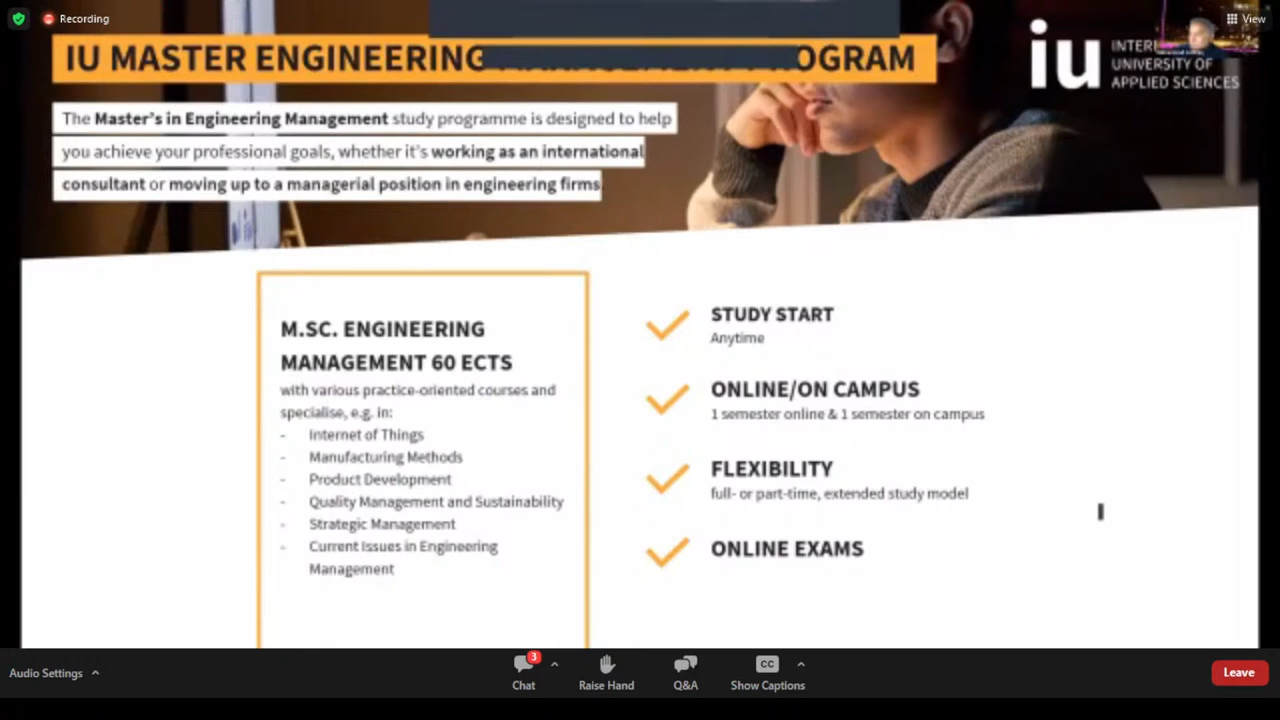 Recording
View
IU MASTER ENGINEERING
OGRAM
iu
UNIVERSITY OF
APPLIED SCIENCES
The Master's in Engineering Management study programme is designed to help
you achieve your professional goals, whether it's working as an international
consultant or moving up to a managerial position in engineering firms.
M.SC. ENGINEERING
MANAGEMENT 60 ECTS
with various practice-oriented courses and
specialise, e.g. in:
- Internet of Things
- Manufacturing Methods
- Product Development
- Quality Management and Sustainability
- Strategic Management
- Current Issues in Engineering
Management
STUDY START
Anytime
ONLINE/ON CAMPUS
1 semester online & 1 semester on campus
FLEXIBILITY
full- or part-time, extended study model
ONLINE EXAMS
Audio Settings
3
Chat
Raise Hand
Q&A
CC
Show Captions
Leave